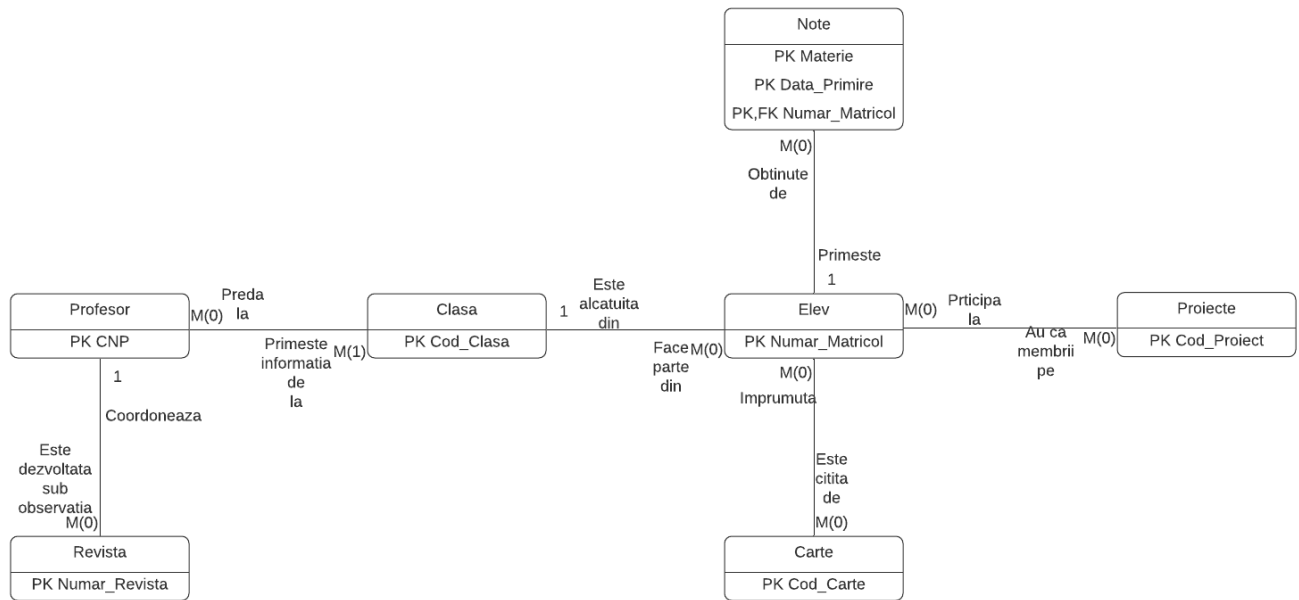 Note
PK Materie
PK Data_Primire
PK,FK Numar_Matricol
M(0)
Obtinute
de
Primeste
1
Profesor
PK CNP
M(0)
Preda
la
Primeste
informatia
de
la
M(1)
Clasa
PK Cod_Clasa
1
Este
alcatuita
din
Face
parte
din
M(0)
Elev
PK Numar_Matricol
M(0)
Prticipa
la
Au ca
membrii
pe
M(0)
Proiecte
PK Cod_Proiect
1
Coordoneaza
Este
dezvoltata
sub
observatia
M(0)
Revista
PK Numar_Revista
M(0)
Imprumuta
Este
citita
de
M(0)
Carte
PK Cod_Carte